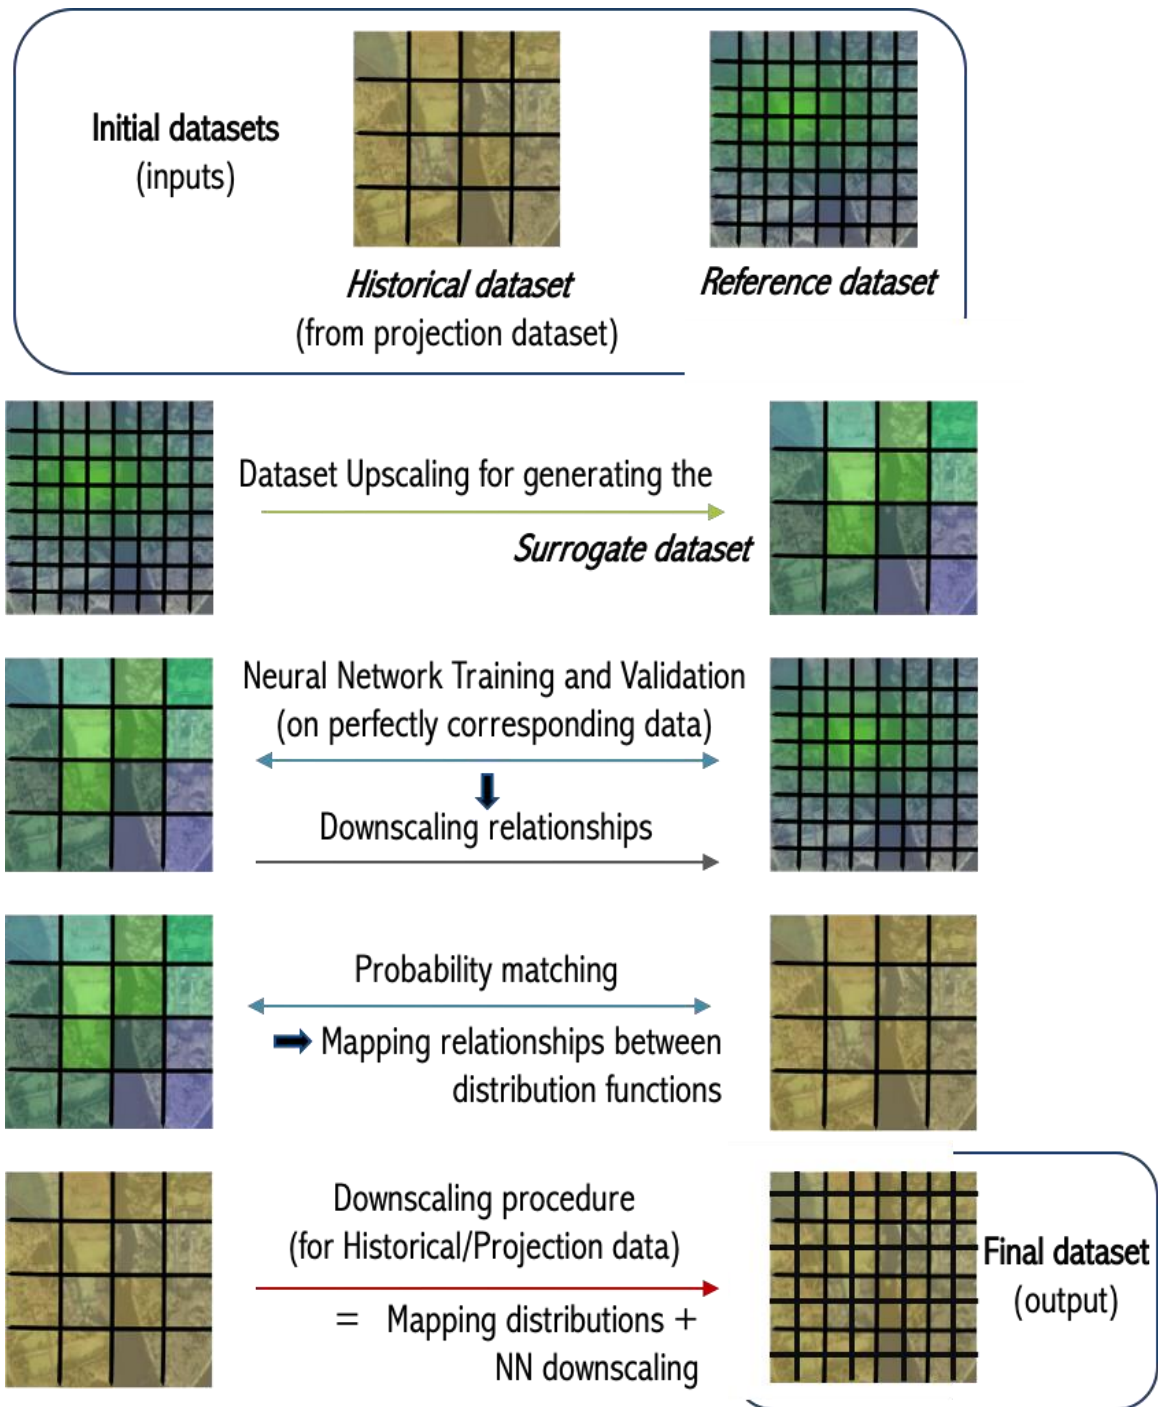 Initial datasets
(inputs)
Historical dataset
(from projection dataset)
Reference dataset
Dataset Upscaling for generating the
Surrogate dataset
Neural Network Training and Validation
(on perfectly corresponding data)
Downscaling relationships
Probability matching
Mapping relationships between
distribution functions
Downscaling procedure
(for Historical/Projection data)
= Mapping distributions +
NN downscaling
Final dataset
(output)